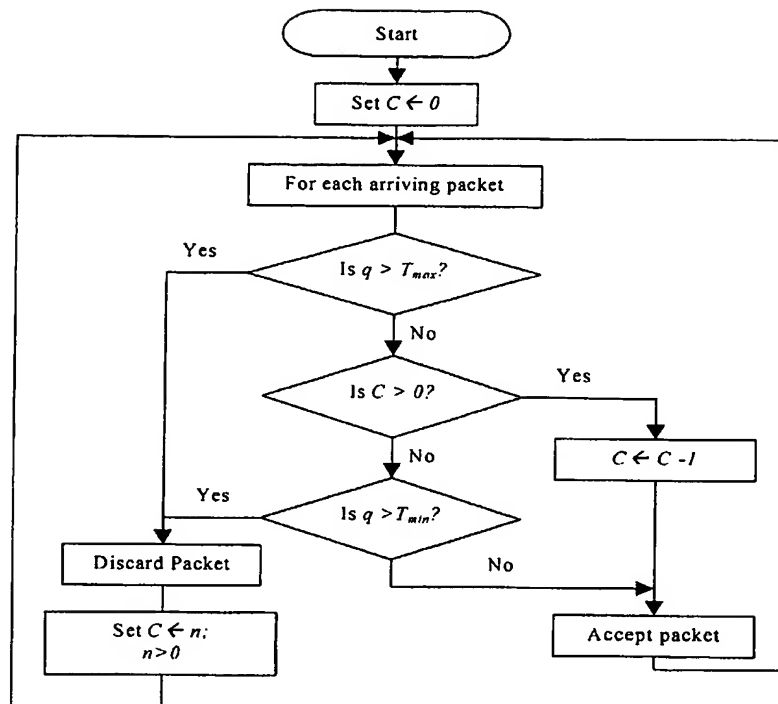 Start
Set C ← 0
For each arriving packet
Yes
Is q > Tmax?
No
Is C > 0?
Yes
No
C ← C -1
Yes
Is q >Tmin?
Discard Packet
No
Set C ← n;
n>0
Accept packet